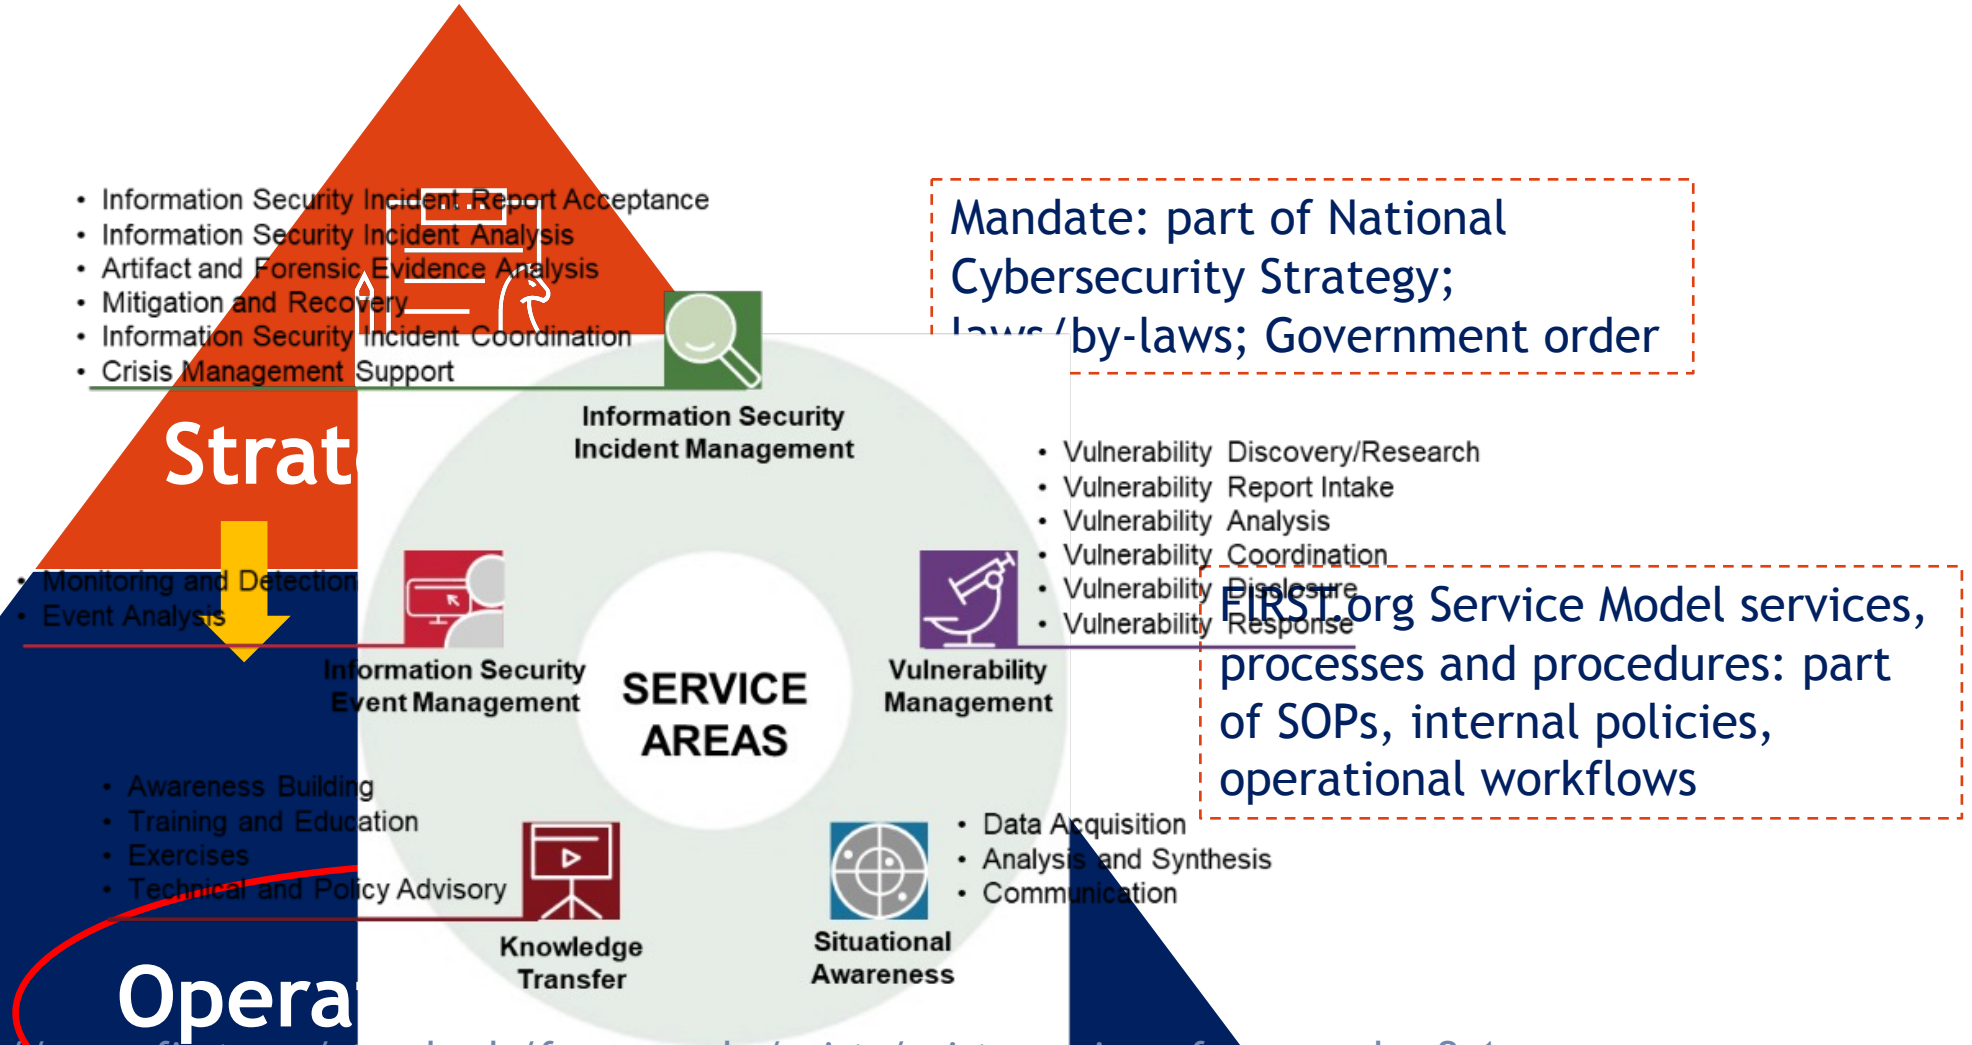 • Information Security Incident Report Acceptance
• Information Security Incident Analysis
• Artifact and Forensic Evidence Analysis
• Mitigation and Recovery
• Information Security Incident Coordination
• Crisis Management Support
Mandate: part of National
Cybersecurity Strategy;
laws/by-laws; Government order
Information Security
Incident Management
Strat
• Vulnerability Discovery/Research
• Vulnerability Report Intake
• Vulnerability Analysis
• Vulnerability Coordination
• Vulnerability Disclosure
• Vulnerability Response
• Monitoring and Detection
• Event Analysis
FIRST.org Service Model services,
processes and procedures: part
of SOPs, internal policies,
operational workflows
Information Security
Event Management
SERVICE
AREAS
Vulnerability
Management
• Awareness Building
• Training and Education
• Exercises
• Technical and Policy Advisory
• Data Acquisition
• Analysis and Synthesis
• Communication
Knowledge
Transfer
Situational
Awareness
Opera